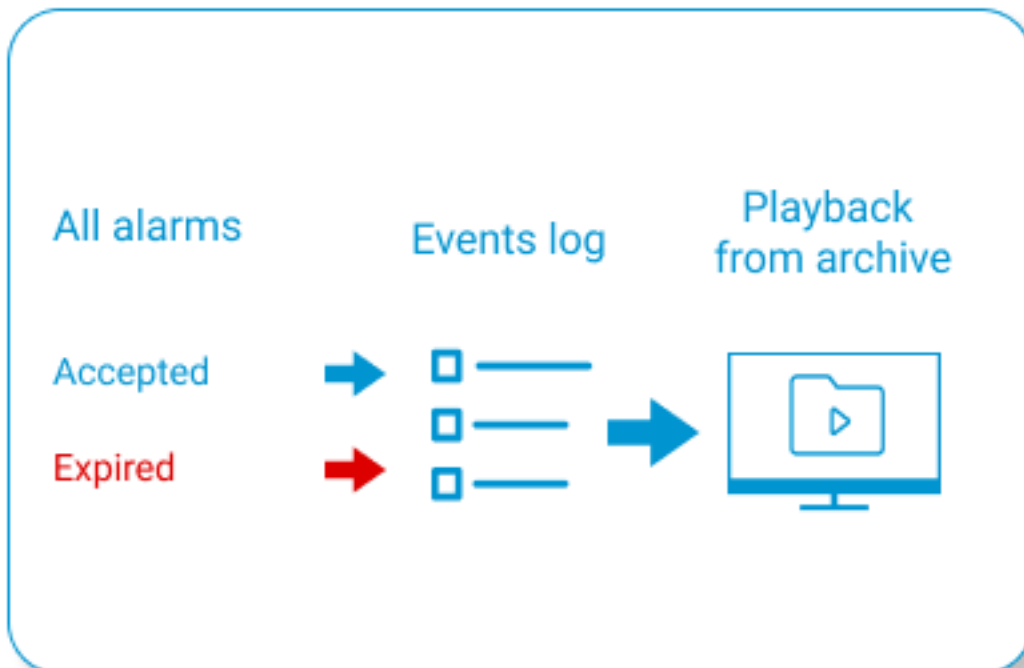 All alarms
Events log
Playback
from archive
Accepted
Expired